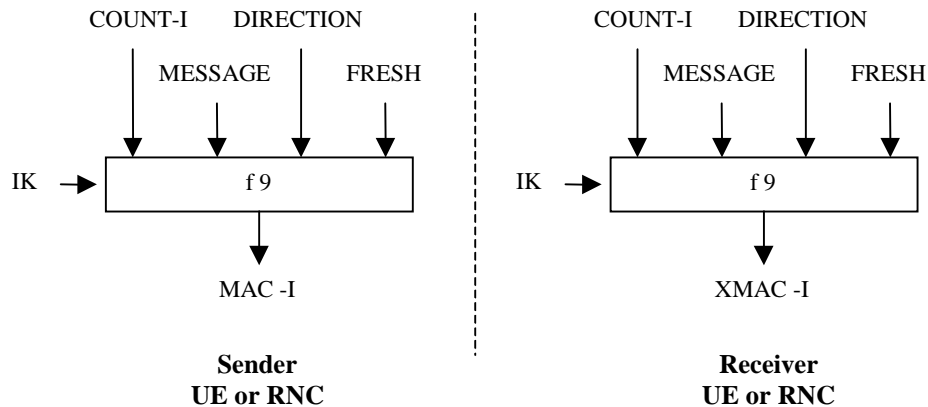 COUNT-I DIRECTION COUNT-I DIRECTION
MESSAGE FRESH MESSAGE FRESH
IK f 9 IK f 9
MAC -I XMAC -I
Sender Receiver
UE or RNC UE or RNC